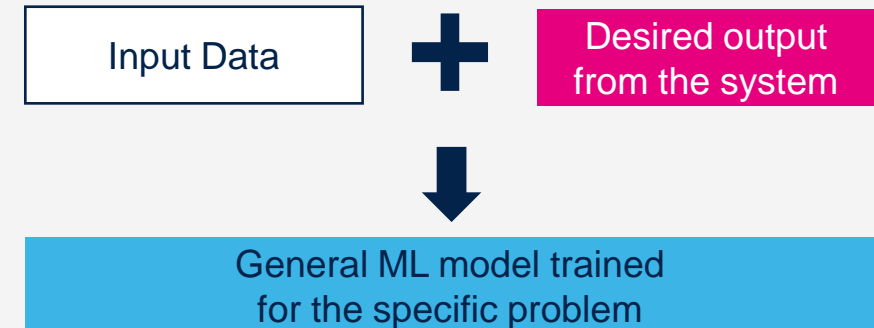 Input Data
Desired output
from the system
General ML model trained
for the specific problem